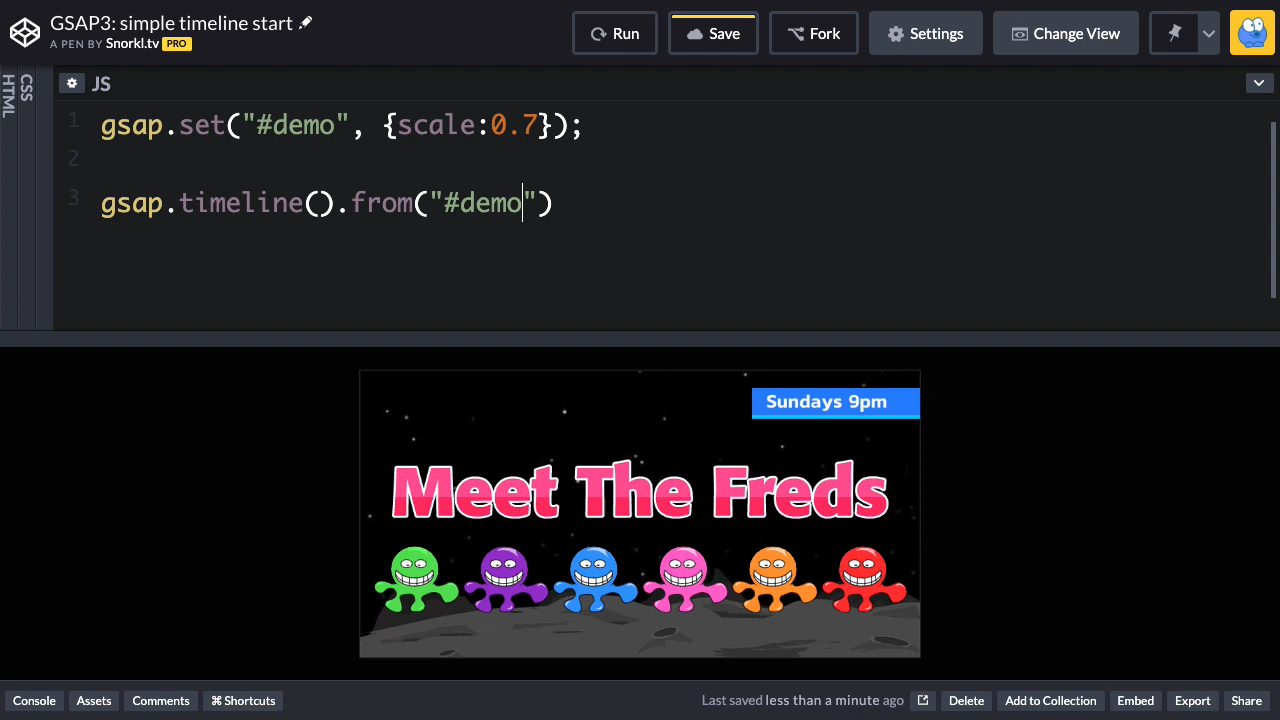 GSAP3: simple timeline start
A PEN BY Snorkl.tv PRO
Run
Save
Fork
Settings
Change View
HTML
CSS
JS
1 gsap.set("#demo", {scale:0.7});
2
3 gsap.timeline().from("#demo")
Sundays 9pm
Meet The Freds
Console
Assets
Comments
⌘ Shortcuts
Last saved less than a minute ago
Delete
Add to Collection
Embed
Export
Share